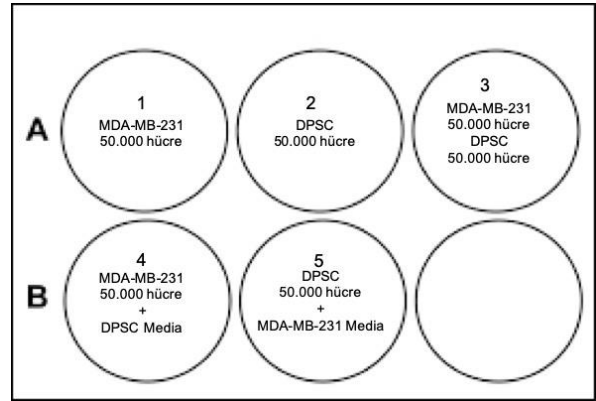 A
1
MDA-MB-231
50.000 hücre
2
DPSC
50.000 hücre
3
MDA-MB-231
50.000 hücre
DPSC
50.000 hücre
B
4
MDA-MB-231
50.000 hücre
+
DPSC Media
5
DPSC
50.000 hücre
+
MDA-MB-231 Media